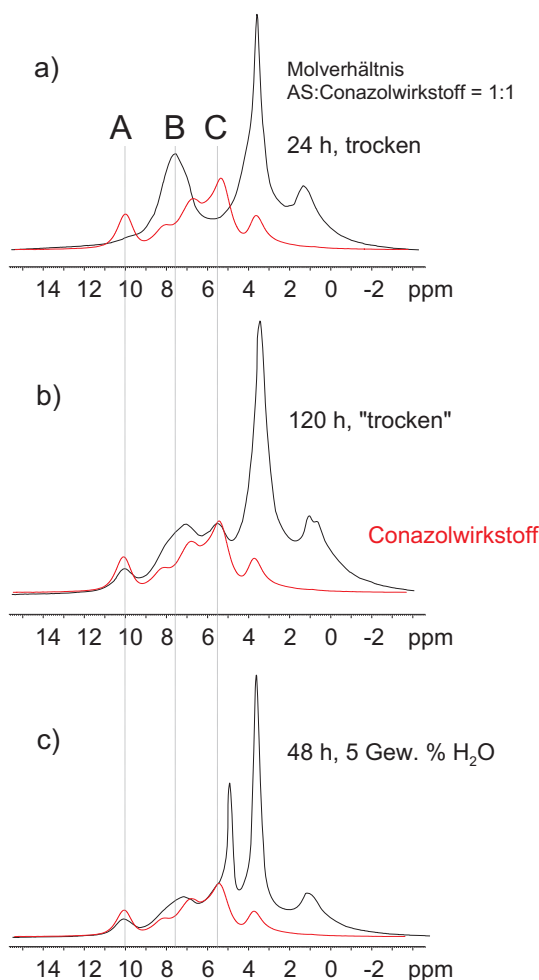 a)
Molverhältnis
AS:Conazolwirkstoff = 1:1
A B C
24 h, trocken
14 12 10 8 6 4 2 0 -2 ppm
b)
120 h, "trocken"
Conazolwirkstoff
14 12 10 8 6 4 2 0 -2 ppm
c)
48 h, 5 Gew. % H₂O
14 12 10 8 6 4 2 0 -2 ppm